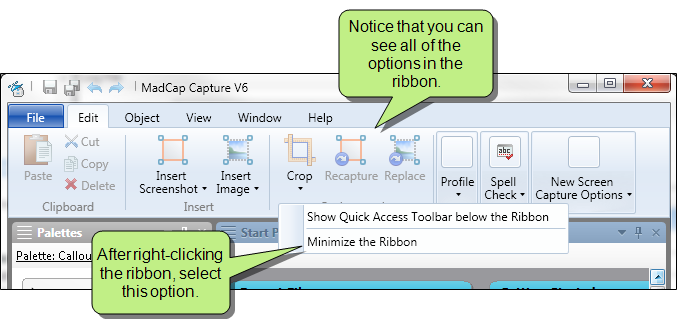 Notice that you can
see all of the
options in the
ribbon.
MadCap Capture V6
File Edit Object View Window Help
Paste
Cut
Copy
Delete
Clipboard
Insert
Screenshot
Insert
Image
Insert
Crop
Recapture
Replace
Profile
Spell
Check
New Screen
Capture Options
Show Quick Access Toolbar below the Ribbon
Minimize the Ribbon
Palettes
Start P
Palette: Callou
After right-clicking
the ribbon, select
this option.